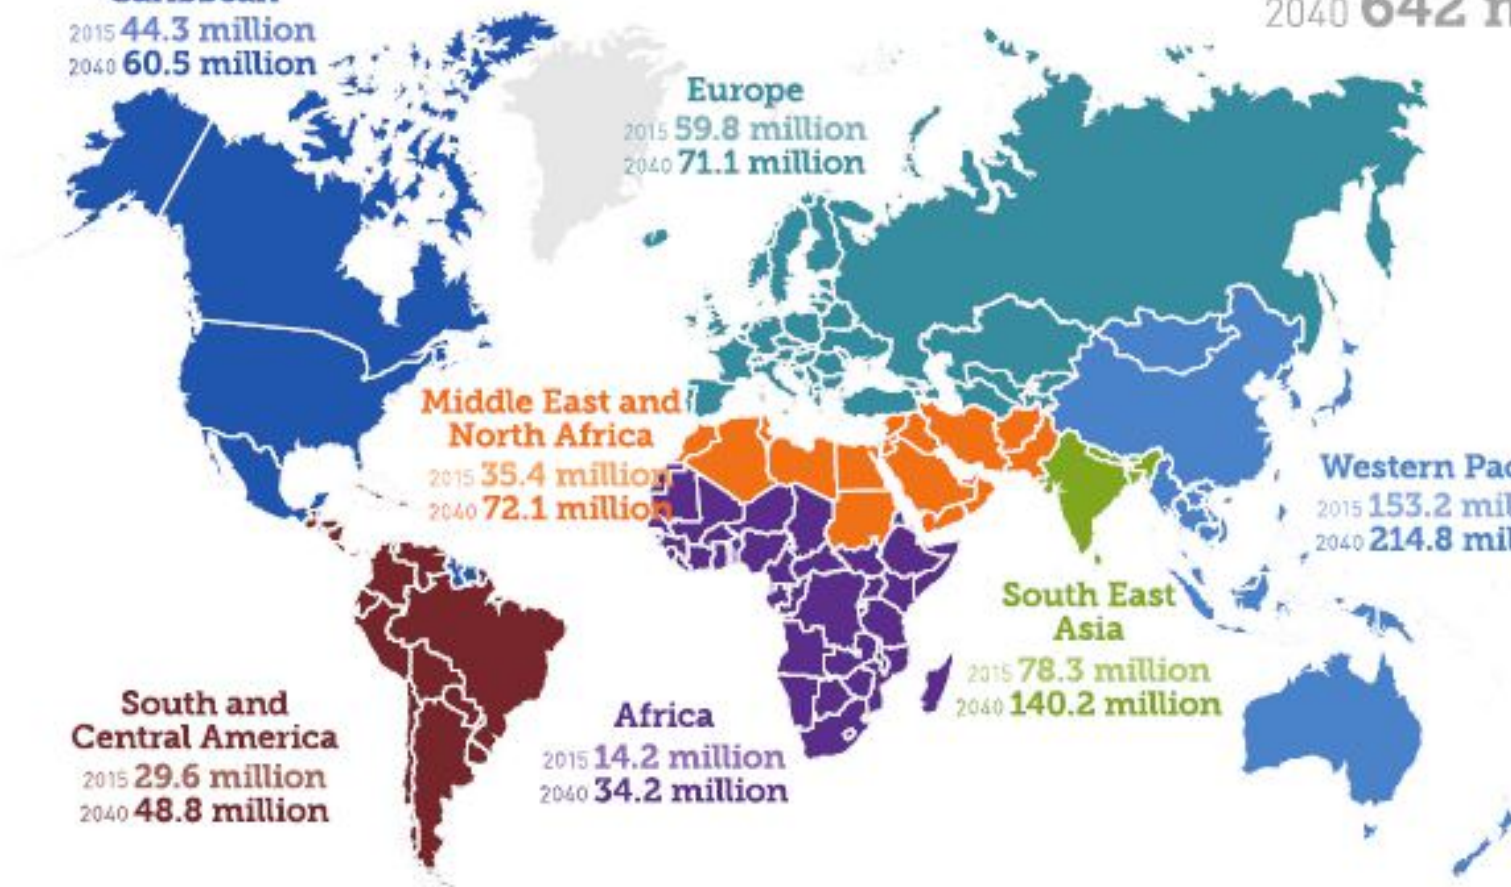 2015 44.3 million
2040 60.5 million
2040 642
Europe
2015 59.8 million
2040 71.1 million
Middle East and
North Africa
2015 35.4 million
2040 72.1 million
Western
2015 153.2
2040 214.8
South East
Asia
2015 78.3 million
2040 140.2 million
South and
Central America
2015 29.6 million
2040 48.8 million
Africa
2015 14.2 million
2040 34.2 million